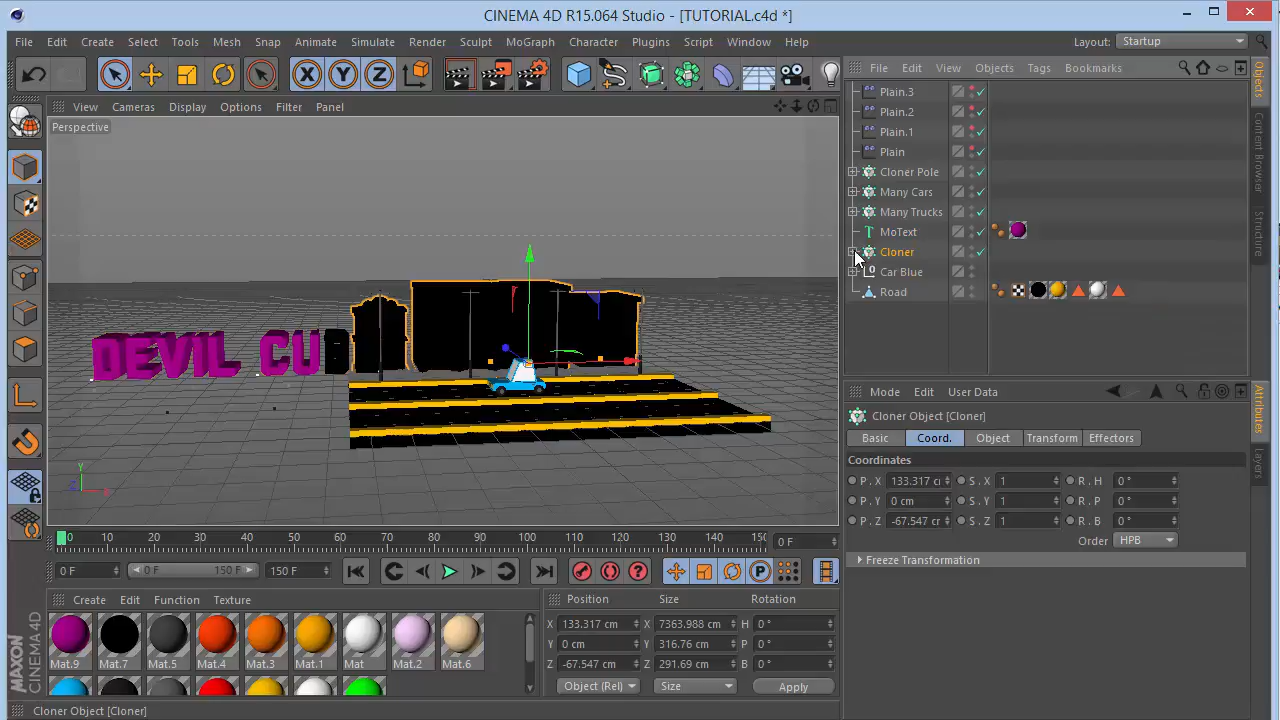 CINEMA 4D R15.064 Studio - [TUTORIAL.c4d *]
File Edit Create Select Tools Mesh Snap Animate Simulate Render Sculpt MoGraph Character Plugins Script Window Help
Layout: Startup
X Y Z
File Edit View Objects Tags Bookmarks
View Cameras Display Options Filter Panel
Perspective
Plain.3
Plain.2
Plain.1
Plain
Cloner Pole
Many Cars
Many Trucks
MoText
Cloner
Car Blue
Road
Objects
Content Browser
Structure
DEVIL CU
Y
X
Mode Edit User Data
Cloner Object [Cloner]
Basic Coord. Object Transform Effectors
Coordinates
P . X 133.317 cm S . X 1 R . H 0 °
P . Y 0 cm S . Y 1 R . P 0 °
P . Z -67.547 cm S . Z 1 R . B 0 °
Order HPB
Freeze Transformation
Attributes
Layers
0 10 20 30 40 50 60 70 80 90 100 110 120 130 140 150
0 F
0 F 0 F 150 F 150 F
Create Edit Function Texture
Mat.9 Mat.7 Mat.5 Mat.4 Mat.3 Mat.1 Mat Mat.2 Mat.6
Position Size Rotation
X 133.317 cm X 7363.988 cm H 0 °
Y 0 cm Y 316.76 cm P 0 °
Z -67.547 cm Z 291.69 cm B 0 °
Object (Rel) Size Apply
MAXON CINEMA 4D
Cloner Object [Cloner]